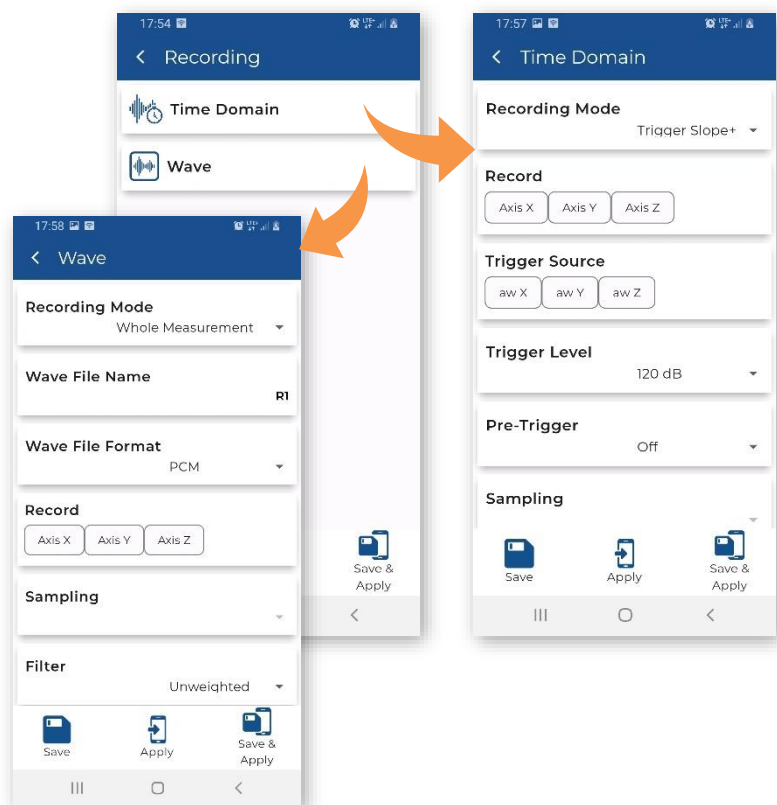 17:54
LTE+
Recording
Time Domain
Wave
Save &
Apply
17:57
LTE+
Time Domain
Recording Mode
Trigger Slope+
Record
Axis X Axis Y Axis Z
Trigger Source
aw X aw Y aw Z
Trigger Level
120 dB
Pre-Trigger
Off
Sampling
Save Apply Save &
Apply
17:58
LTE+
Wave
Recording Mode
Whole Measurement
Wave File Name
R1
Wave File Format
PCM
Record
Axis X Axis Y Axis Z
Sampling
Filter
Unweighted
Save Apply Save &
Apply